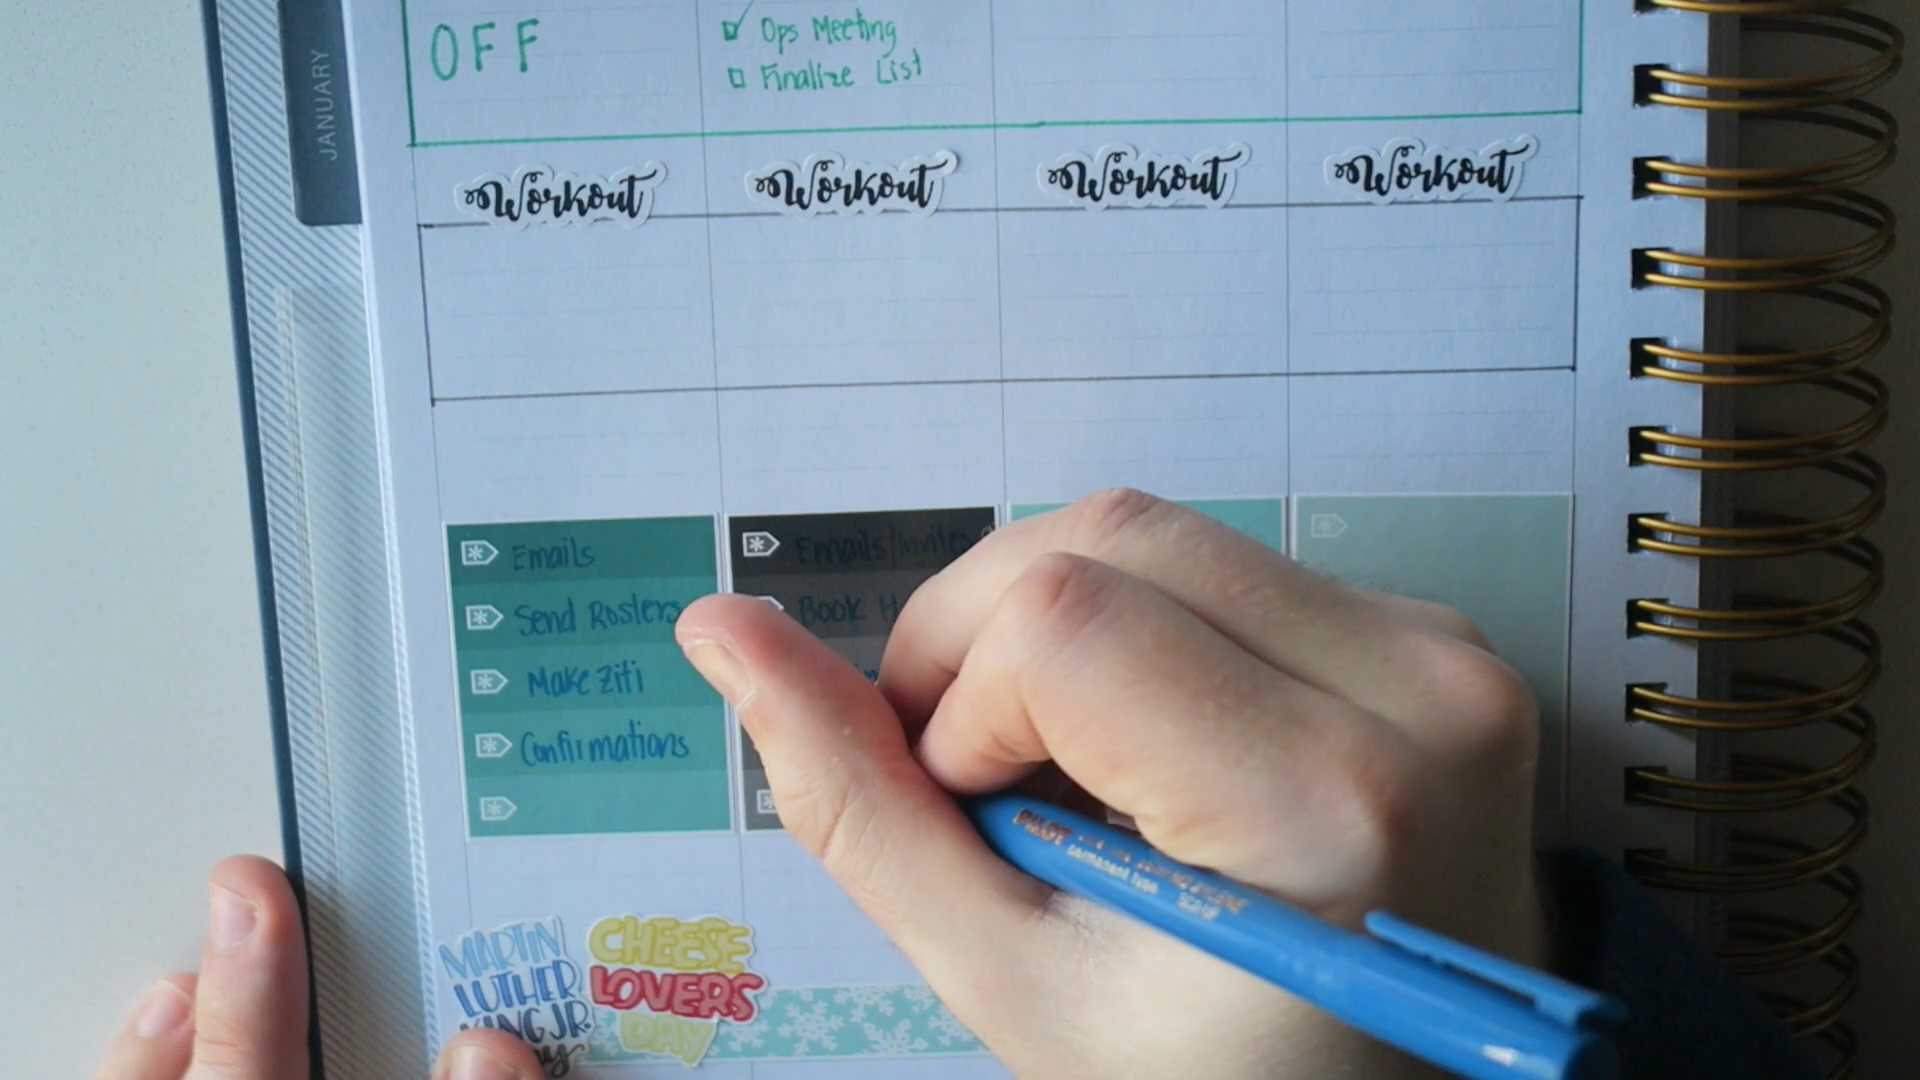 JANUARY
OFF
Ops Meeting
Finalize List
Workout
Workout
Workout
Workout
Emails
Send Rosters
Make Ziti
Confirmations
Emails/Invites
Book
MARTIN
LUTHER
KING JR.
CHEESE
LOVERS
DAY
PILOT